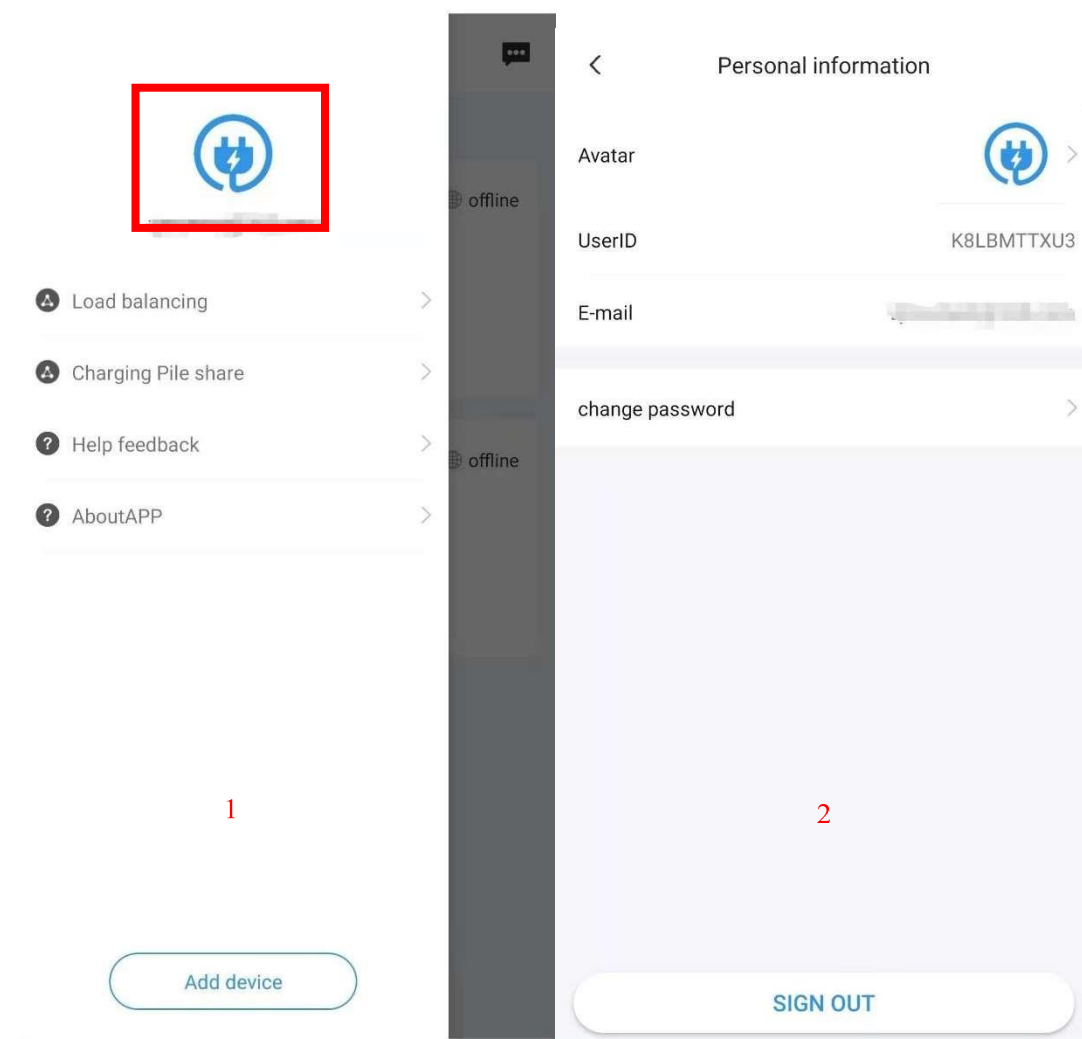 offline
Load balancing
Charging Pile share
Help feedback
offline
AboutAPP
1
Add device
Personal information
Avatar
UserID K8LBMTTXU3
E-mail
change password
2
SIGN OUT